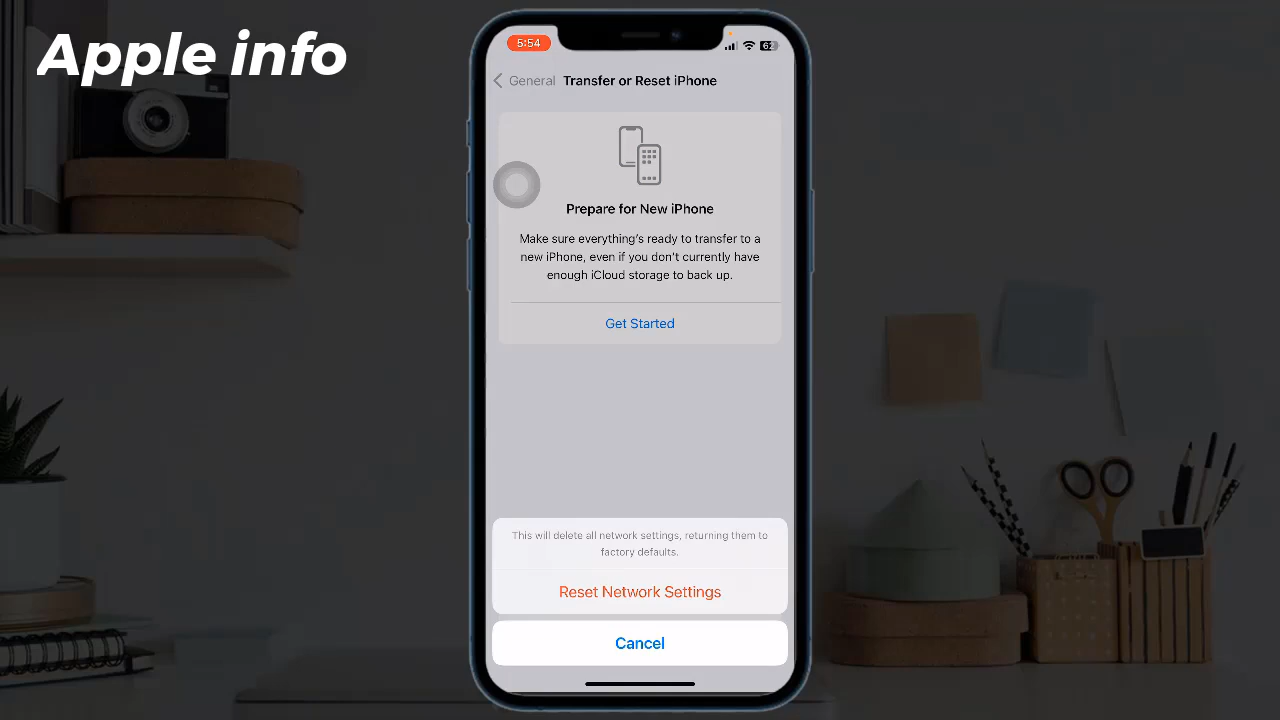 Apple info
5:54
62
General
Transfer or Reset iPhone
Prepare for New iPhone
Make sure everything's ready to transfer to a
new iPhone, even if you don't currently have
enough iCloud storage to back up.
Get Started
This will delete all network settings, returning them to
factory defaults.
Reset Network Settings
Cancel